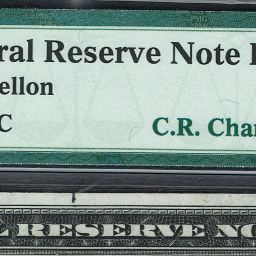 ral Reserve Note
ellon
C
C.R. Char
L RESERVE NO